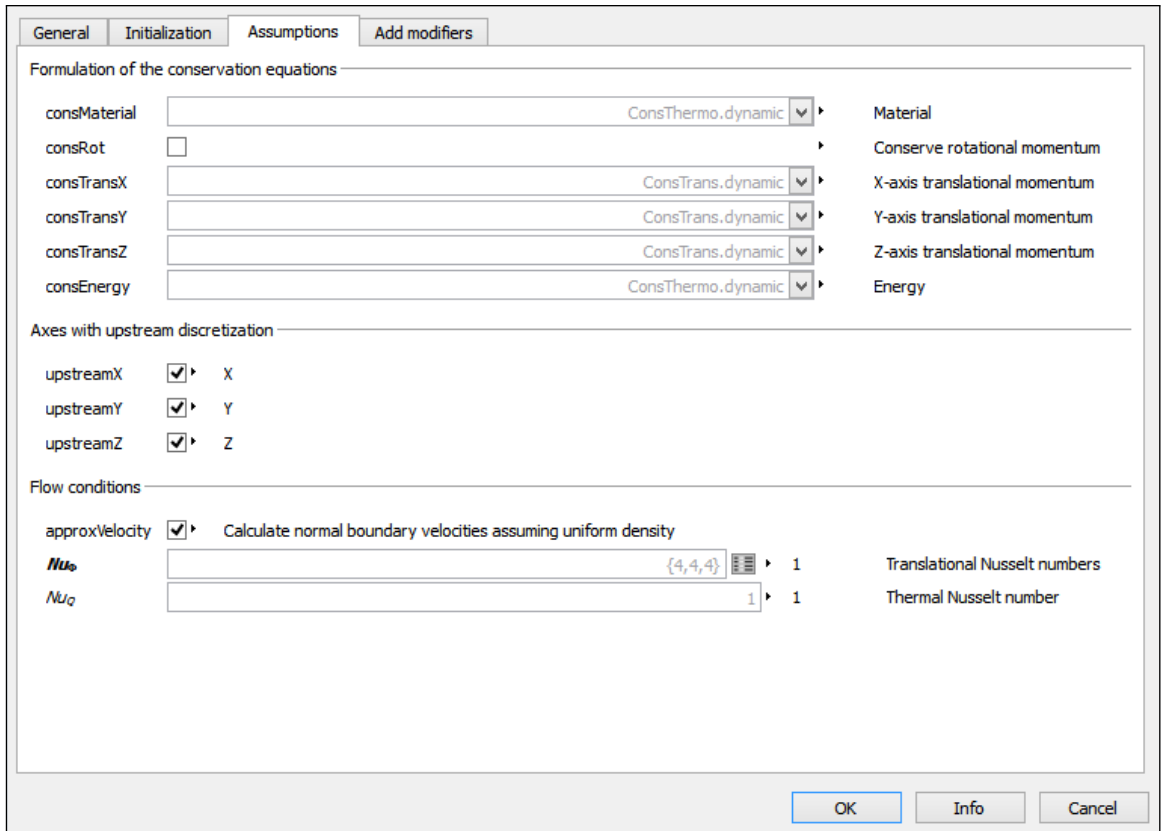 General Initialization Assumptions Add modifiers
Formulation of the conservation equations
consMaterial ConsThermo.dynamic Material
consRot Conserve rotational momentum
consTransX ConsTrans.dynamic X-axis translational momentum
consTransY ConsTrans.dynamic Y-axis translational momentum
consTransZ ConsTrans.dynamic Z-axis translational momentum
consEnergy ConsThermo.dynamic Energy
Axes with upstream discretization
upstreamX X
upstreamY Y
upstreamZ Z
Flow conditions
approxVelocity Calculate normal boundary velocities assuming uniform density
Nu_Φ {4,4,4} 1 Translational Nusselt numbers
Nu_Q 1 1 Thermal Nusselt number
OK Info Cancel